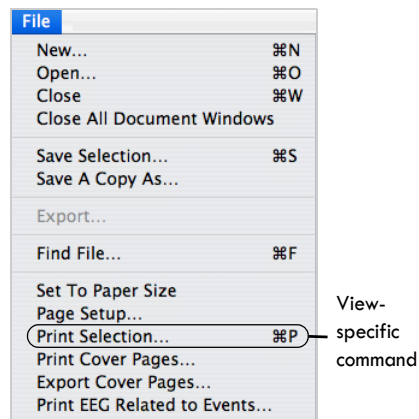 File
New... ⌘N
Open... ⌘O
Close ⌘W
Close All Document Windows
Save Selection... ⌘S
Save A Copy As...
Export...
Find File... ⌘F
Set To Paper Size
Page Setup...
Print Selection... ⌘P
Print Cover Pages...
Export Cover Pages...
Print EEG Related to Events...
View-
specific
command